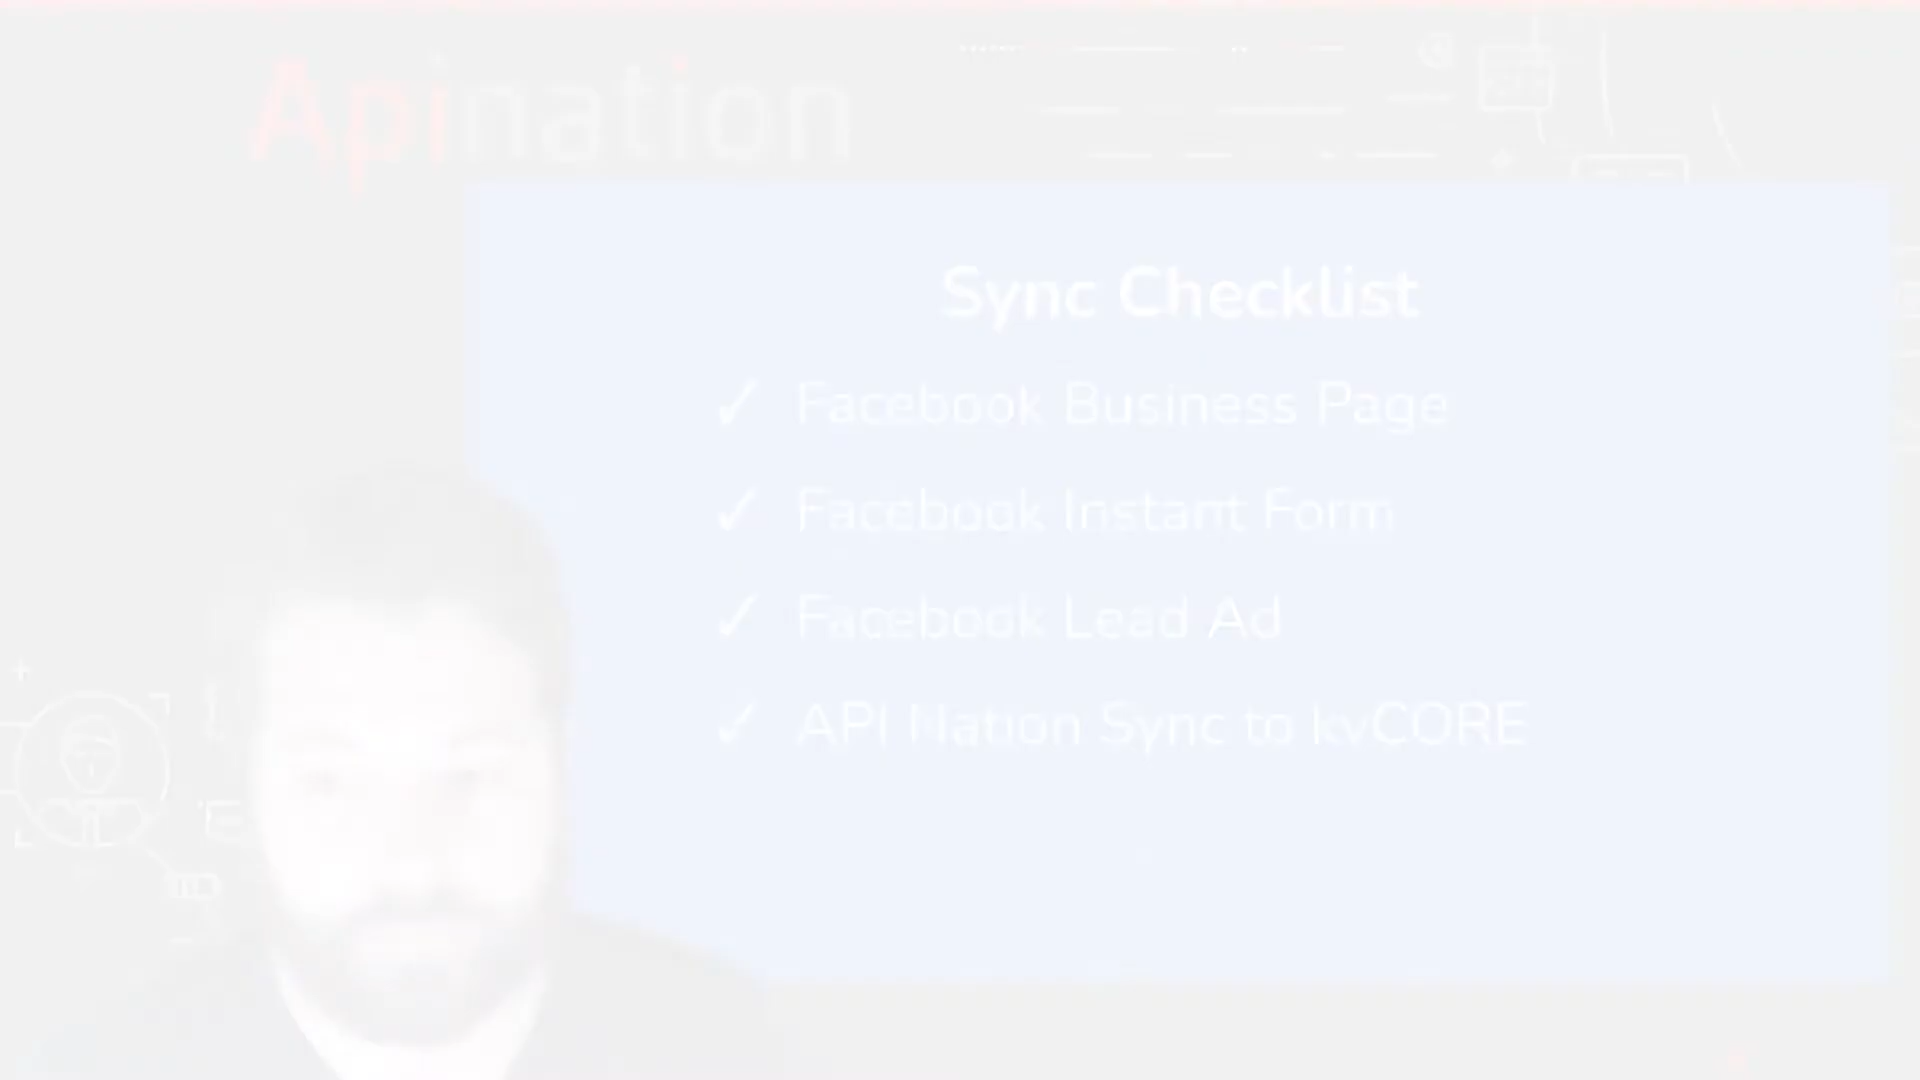 Apination
Sync Checklist
✓ Facebook Business Page
✓ Facebook Instant Form
✓ Facebook Lead Ad
✓ API Nation Sync to kvCORE